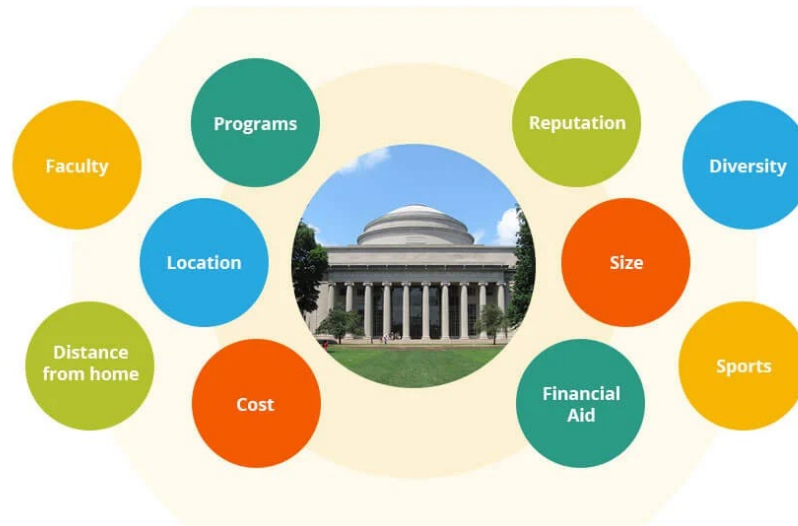 Programs
Reputation
Faculty
Diversity
Location
Size
Distance
from home
Sports
Cost
Financial
Aid